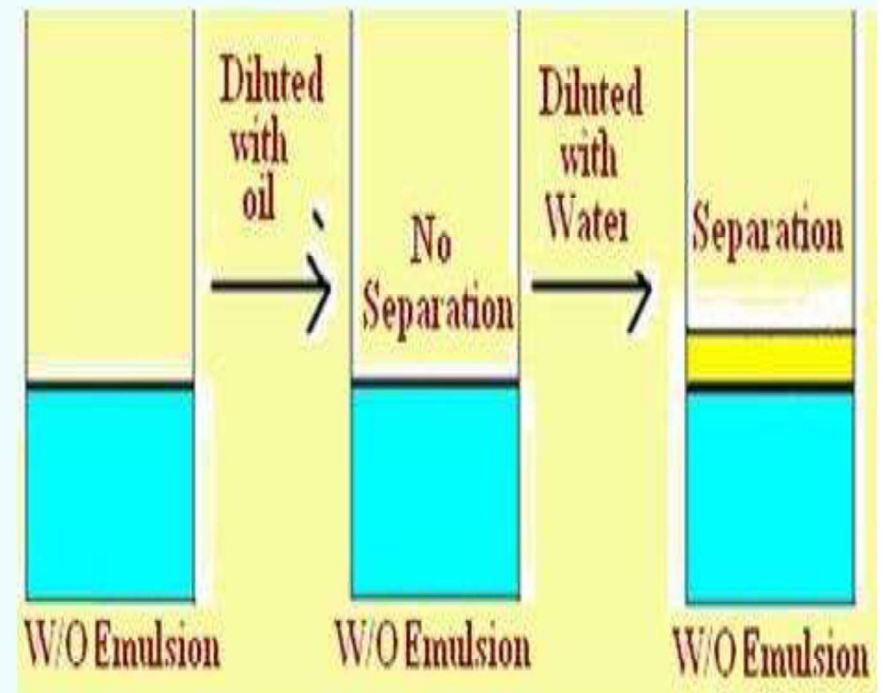 Diluted
with
oil
No
Separation
Diluted
with
Water
Separation
W/O Emulsion
W/O Emulsion
W/O Emulsion